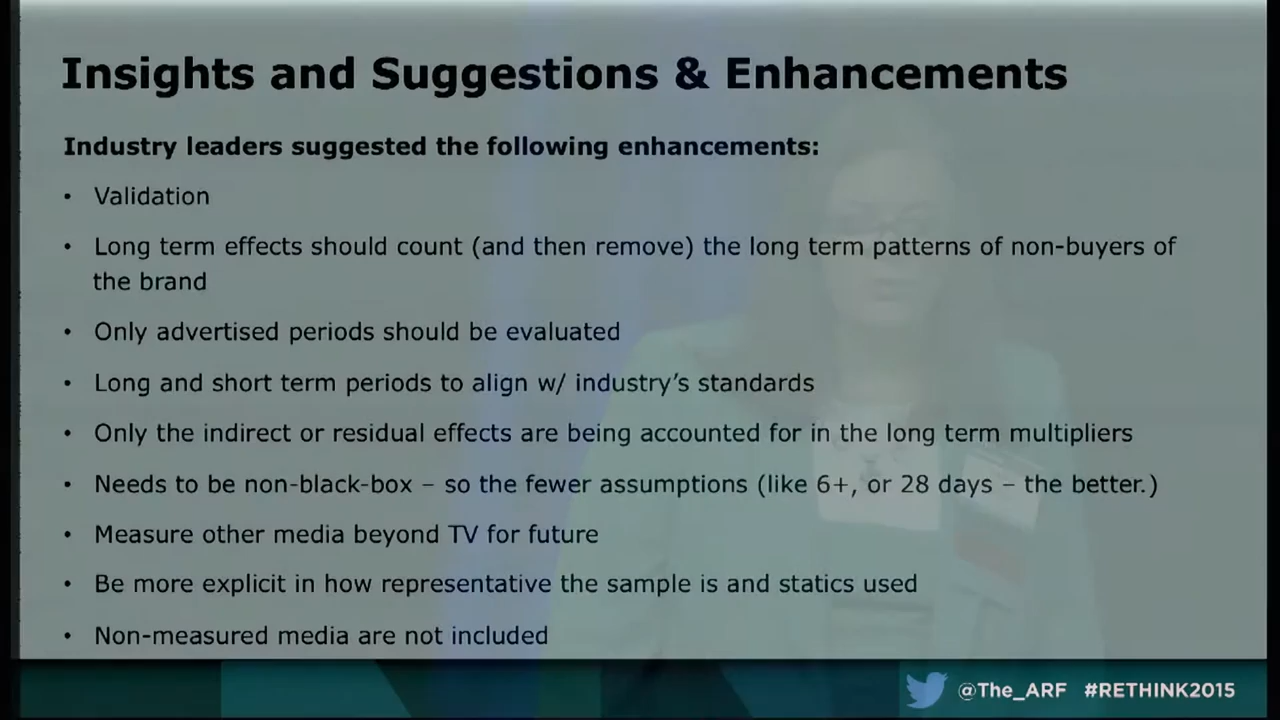 Insights and Suggestions & Enhancements
Industry leaders suggested the following enhancements:
• Validation
• Long term effects should count (and then remove) the long term patterns of non-buyers of
the brand
• Only advertised periods should be evaluated
• Long and short term periods to align w/ industry's standards
• Only the indirect or residual effects are being accounted for in the long term multipliers
• Needs to be non-black-box – so the fewer assumptions (like 6+, or 28 days – the better.)
• Measure other media beyond TV for future
• Be more explicit in how representative the sample is and statics used
• Non-measured media are not included
@The_ARF #RETHINK2015